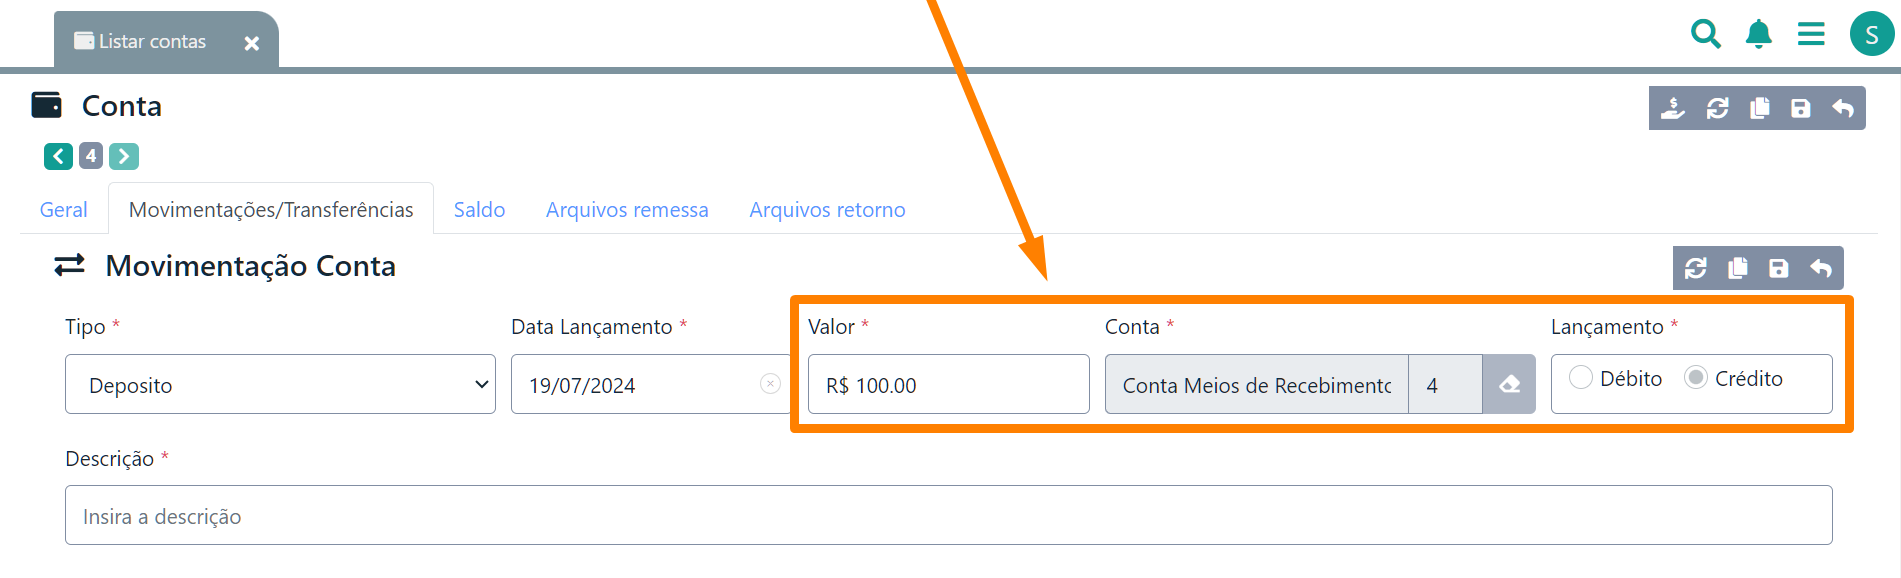 Listar contas
S
Conta
4
Geral Movimentações/Transferências Saldo Arquivos remessa Arquivos retorno
Movimentação Conta
Tipo * Data Lançamento * Valor * Conta * Lançamento *
Deposito 19/07/2024 R$ 100.00 Conta Meios de Recebimento 4 Débito Crédito
Descrição *
Insira a descrição